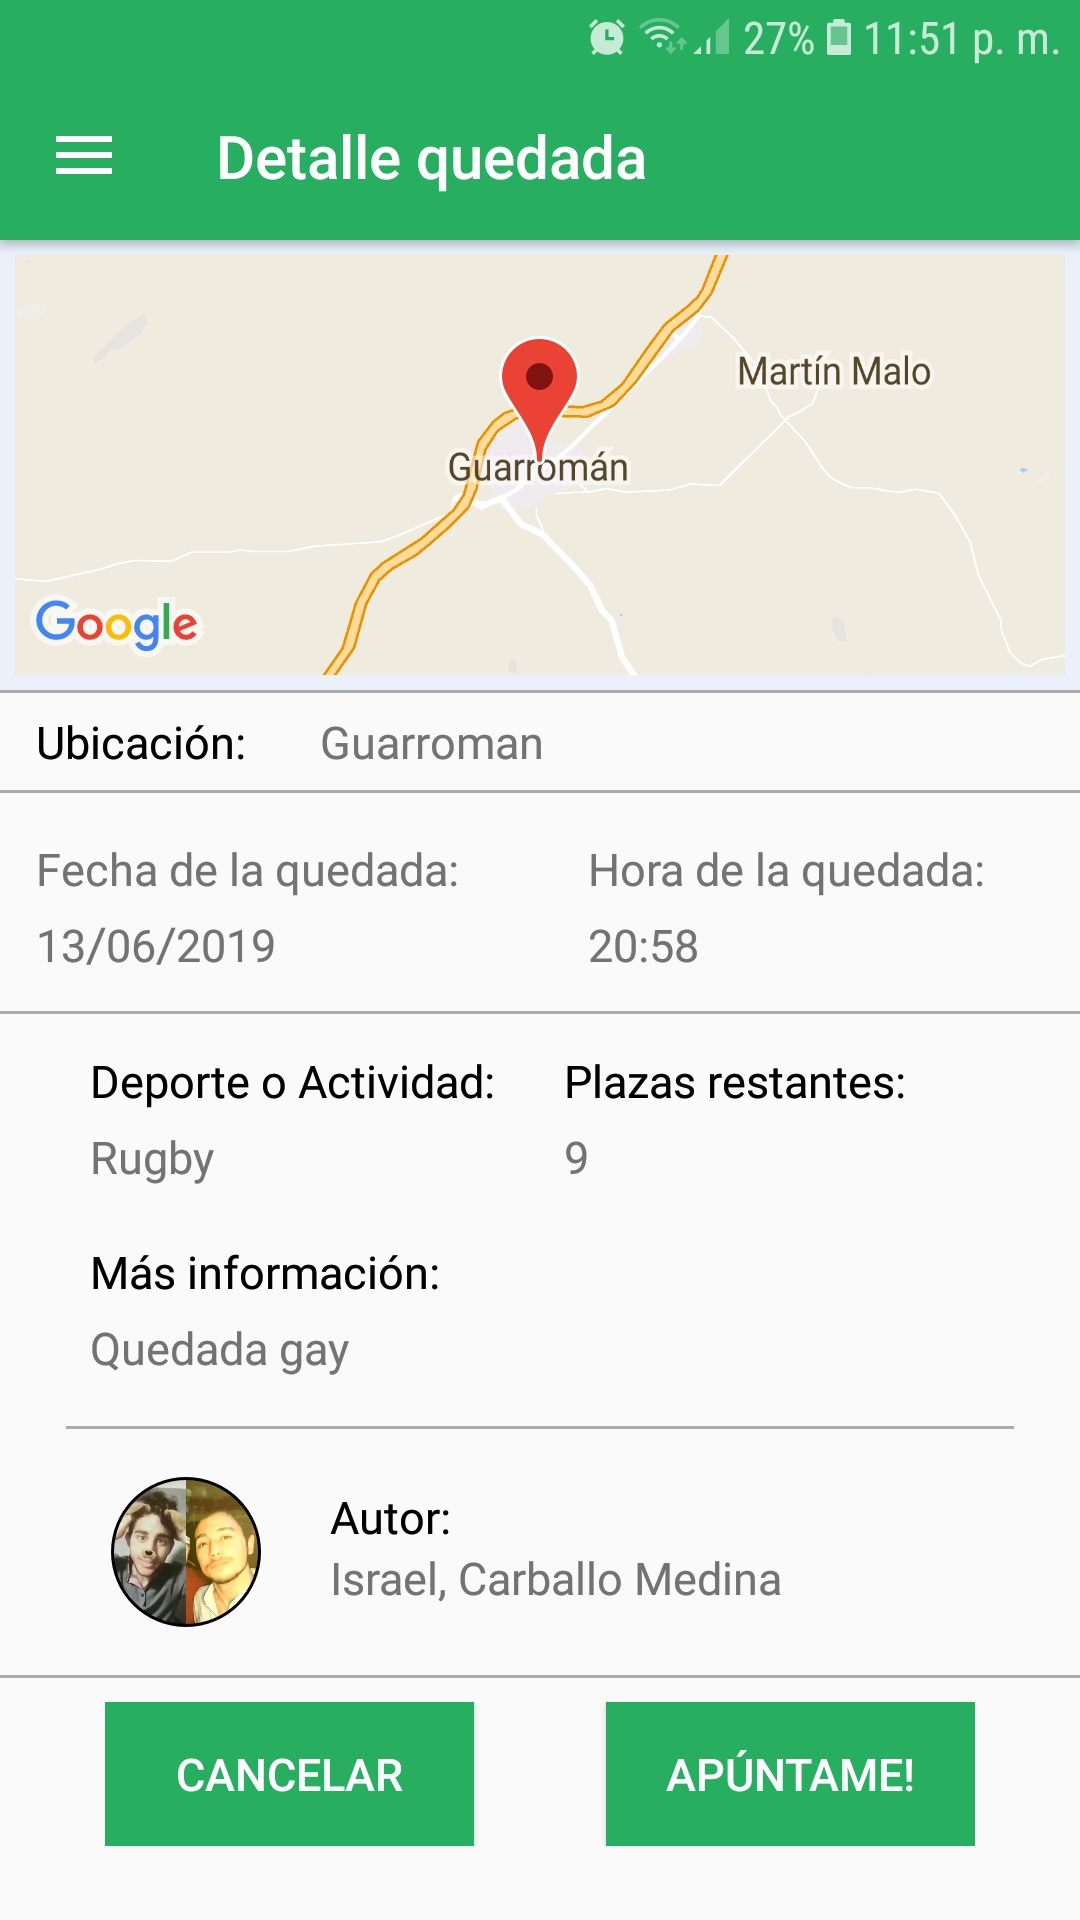 27% 11:51 p. m.
Detalle quedada
Martín Malo
Guarromán
Google
Ubicación: Guarroman
Fecha de la quedada: Hora de la quedada:
13/06/2019 20:58
Deporte o Actividad: Plazas restantes:
Rugby 9
Más información:
Quedada gay
Autor:
Israel, Carballo Medina
CANCELAR APÚNTAME!